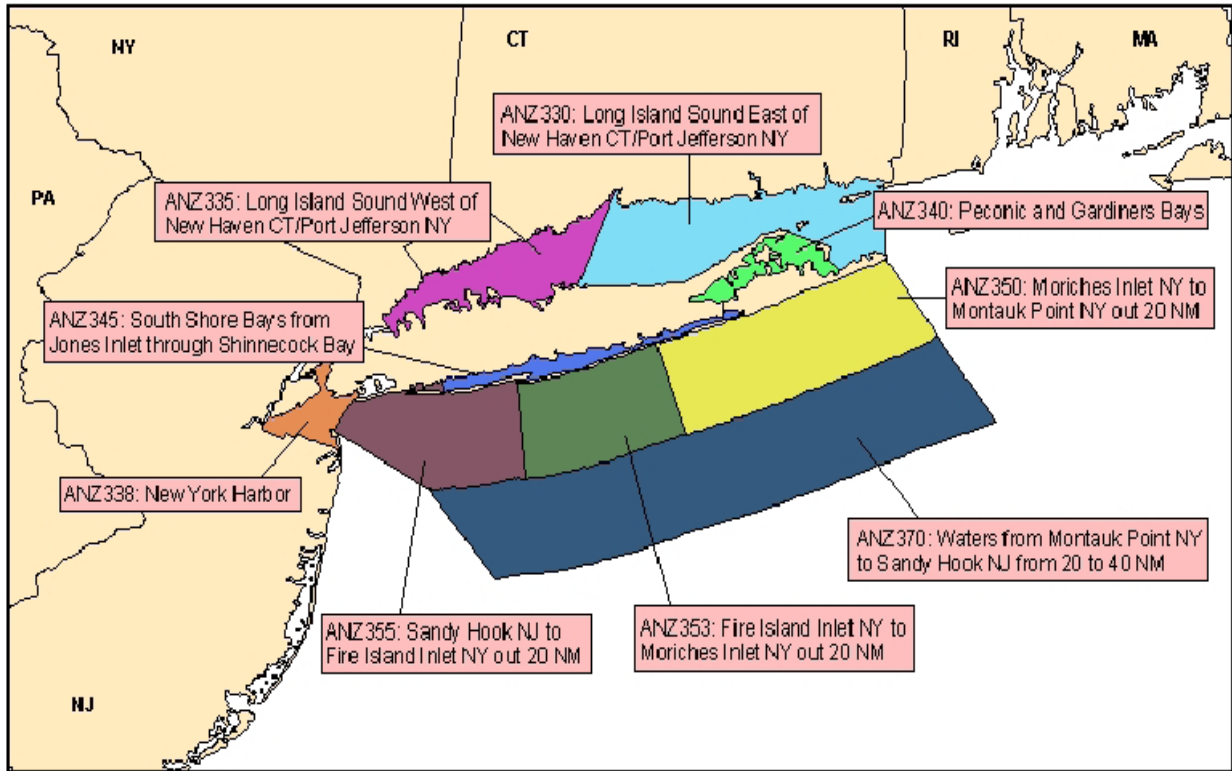 NY
CT
RI
MA
ANZ330: Long Island Sound East of
New Haven CT/Port Jefferson NY
PA
ANZ335: Long Island Sound West of
New Haven CT/Port Jefferson NY
ANZ340: Peconic and Gardiners Bays
ANZ350: Moriches Inlet NY to
Montauk Point NY out 20 NM
ANZ345: South Shore Bays from
Jones Inlet through Shinnecock Bay
ANZ338: New York Harbor
ANZ370: Waters from Montauk Point NY
to Sandy Hook NJ from 20 to 40 NM
ANZ355: Sandy Hook NJ to
Fire Island Inlet NY out 20 NM
ANZ353: Fire Island Inlet NY to
Moriches Inlet NY out 20 NM
NJ